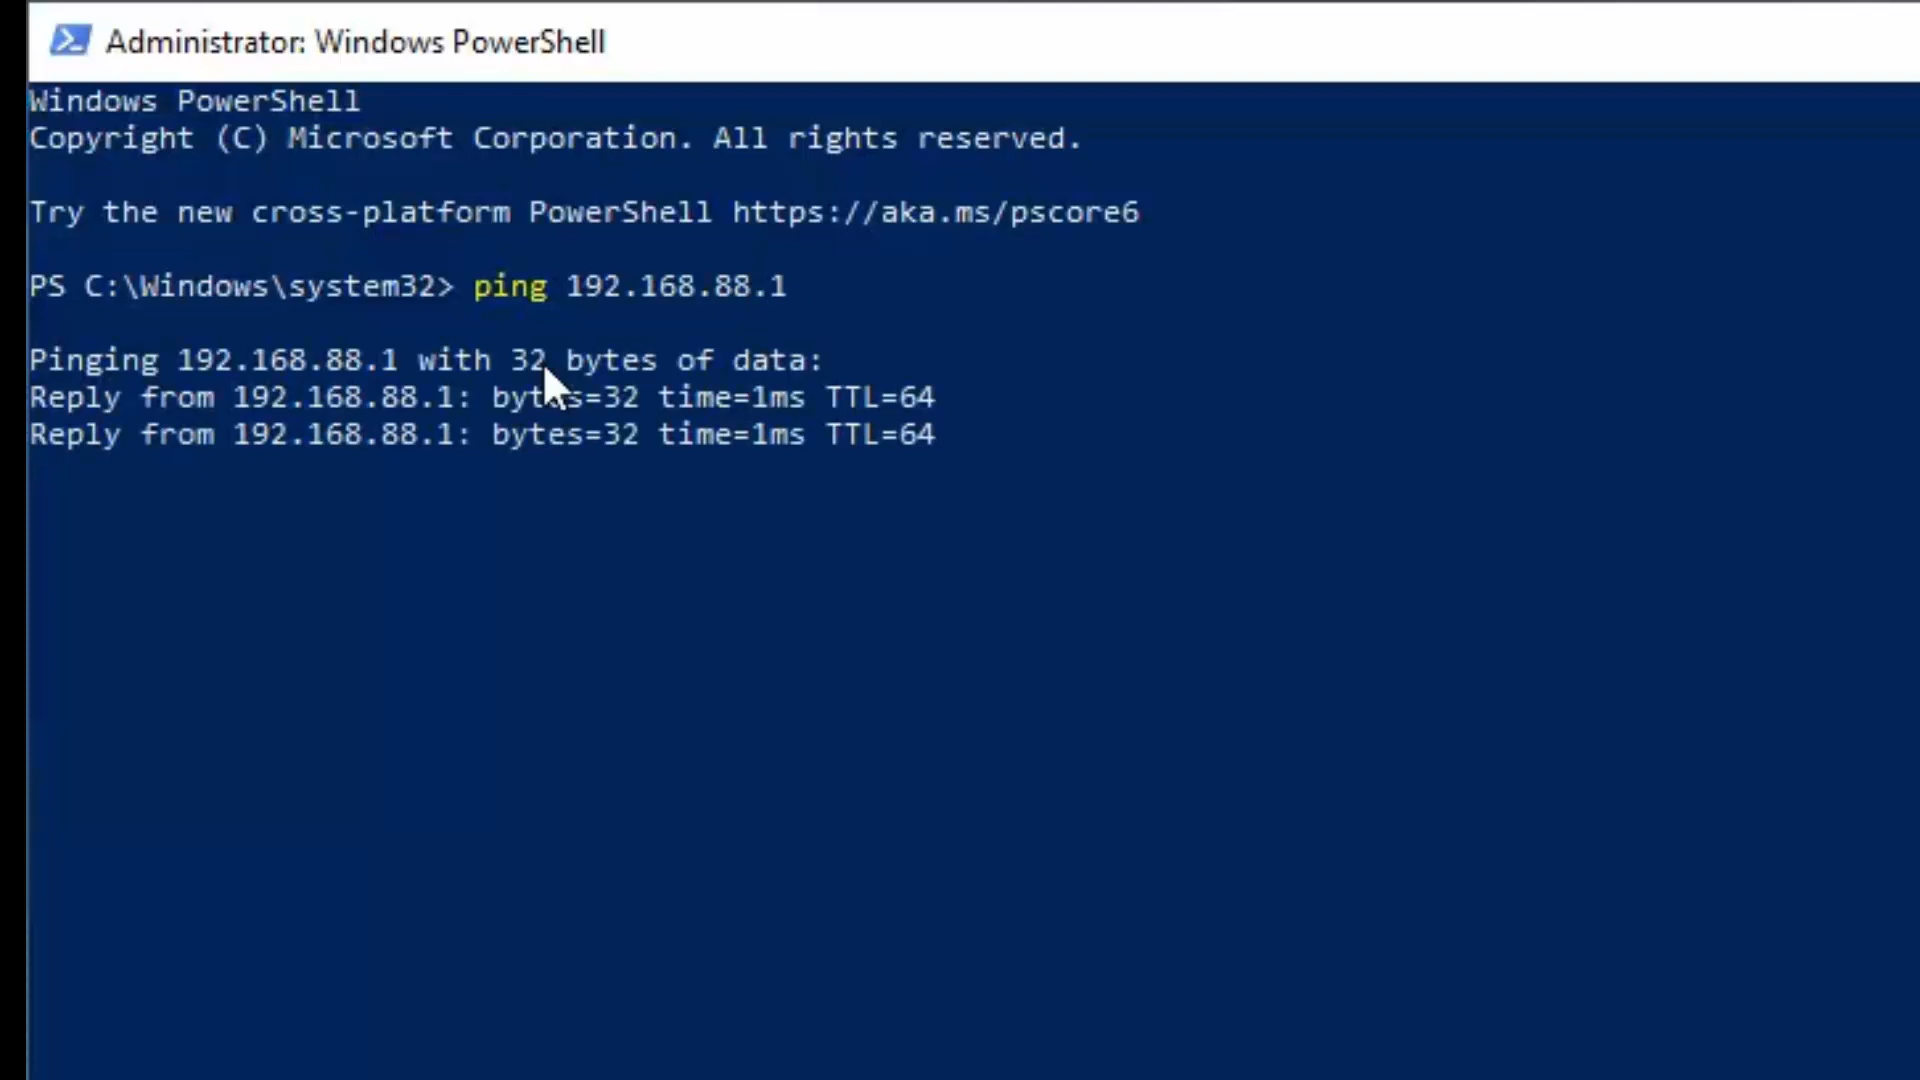 Administrator: Windows PowerShell
Windows PowerShell
Copyright (C) Microsoft Corporation. All rights reserved.
Try the new cross-platform PowerShell https://aka.ms/pscore6
PS C:\Windows\system32> ping 192.168.88.1
Pinging 192.168.88.1 with 32 bytes of data:
Reply from 192.168.88.1: bytes=32 time=1ms TTL=64
Reply from 192.168.88.1: bytes=32 time=1ms TTL=64